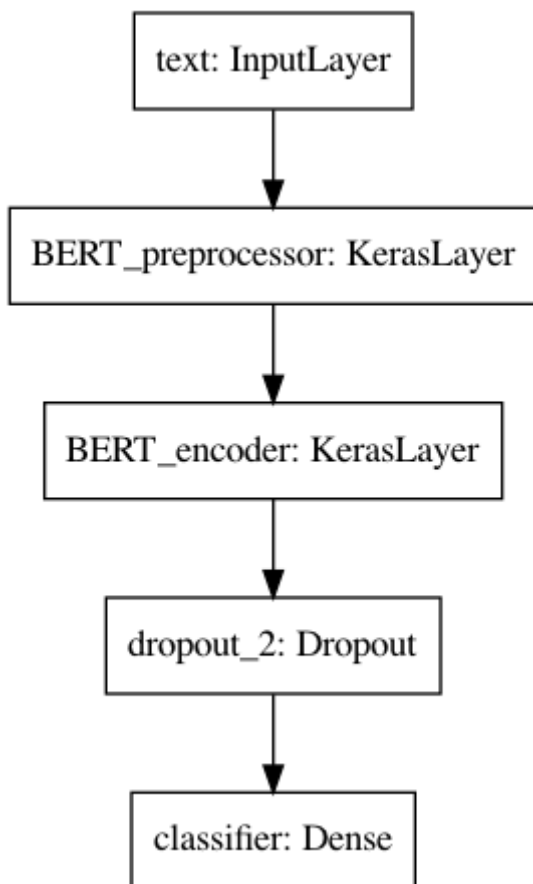 text: InputLayer
BERT_preprocessor: KerasLayer
BERT_encoder: KerasLayer
dropout_2: Dropout
classifier: Dense